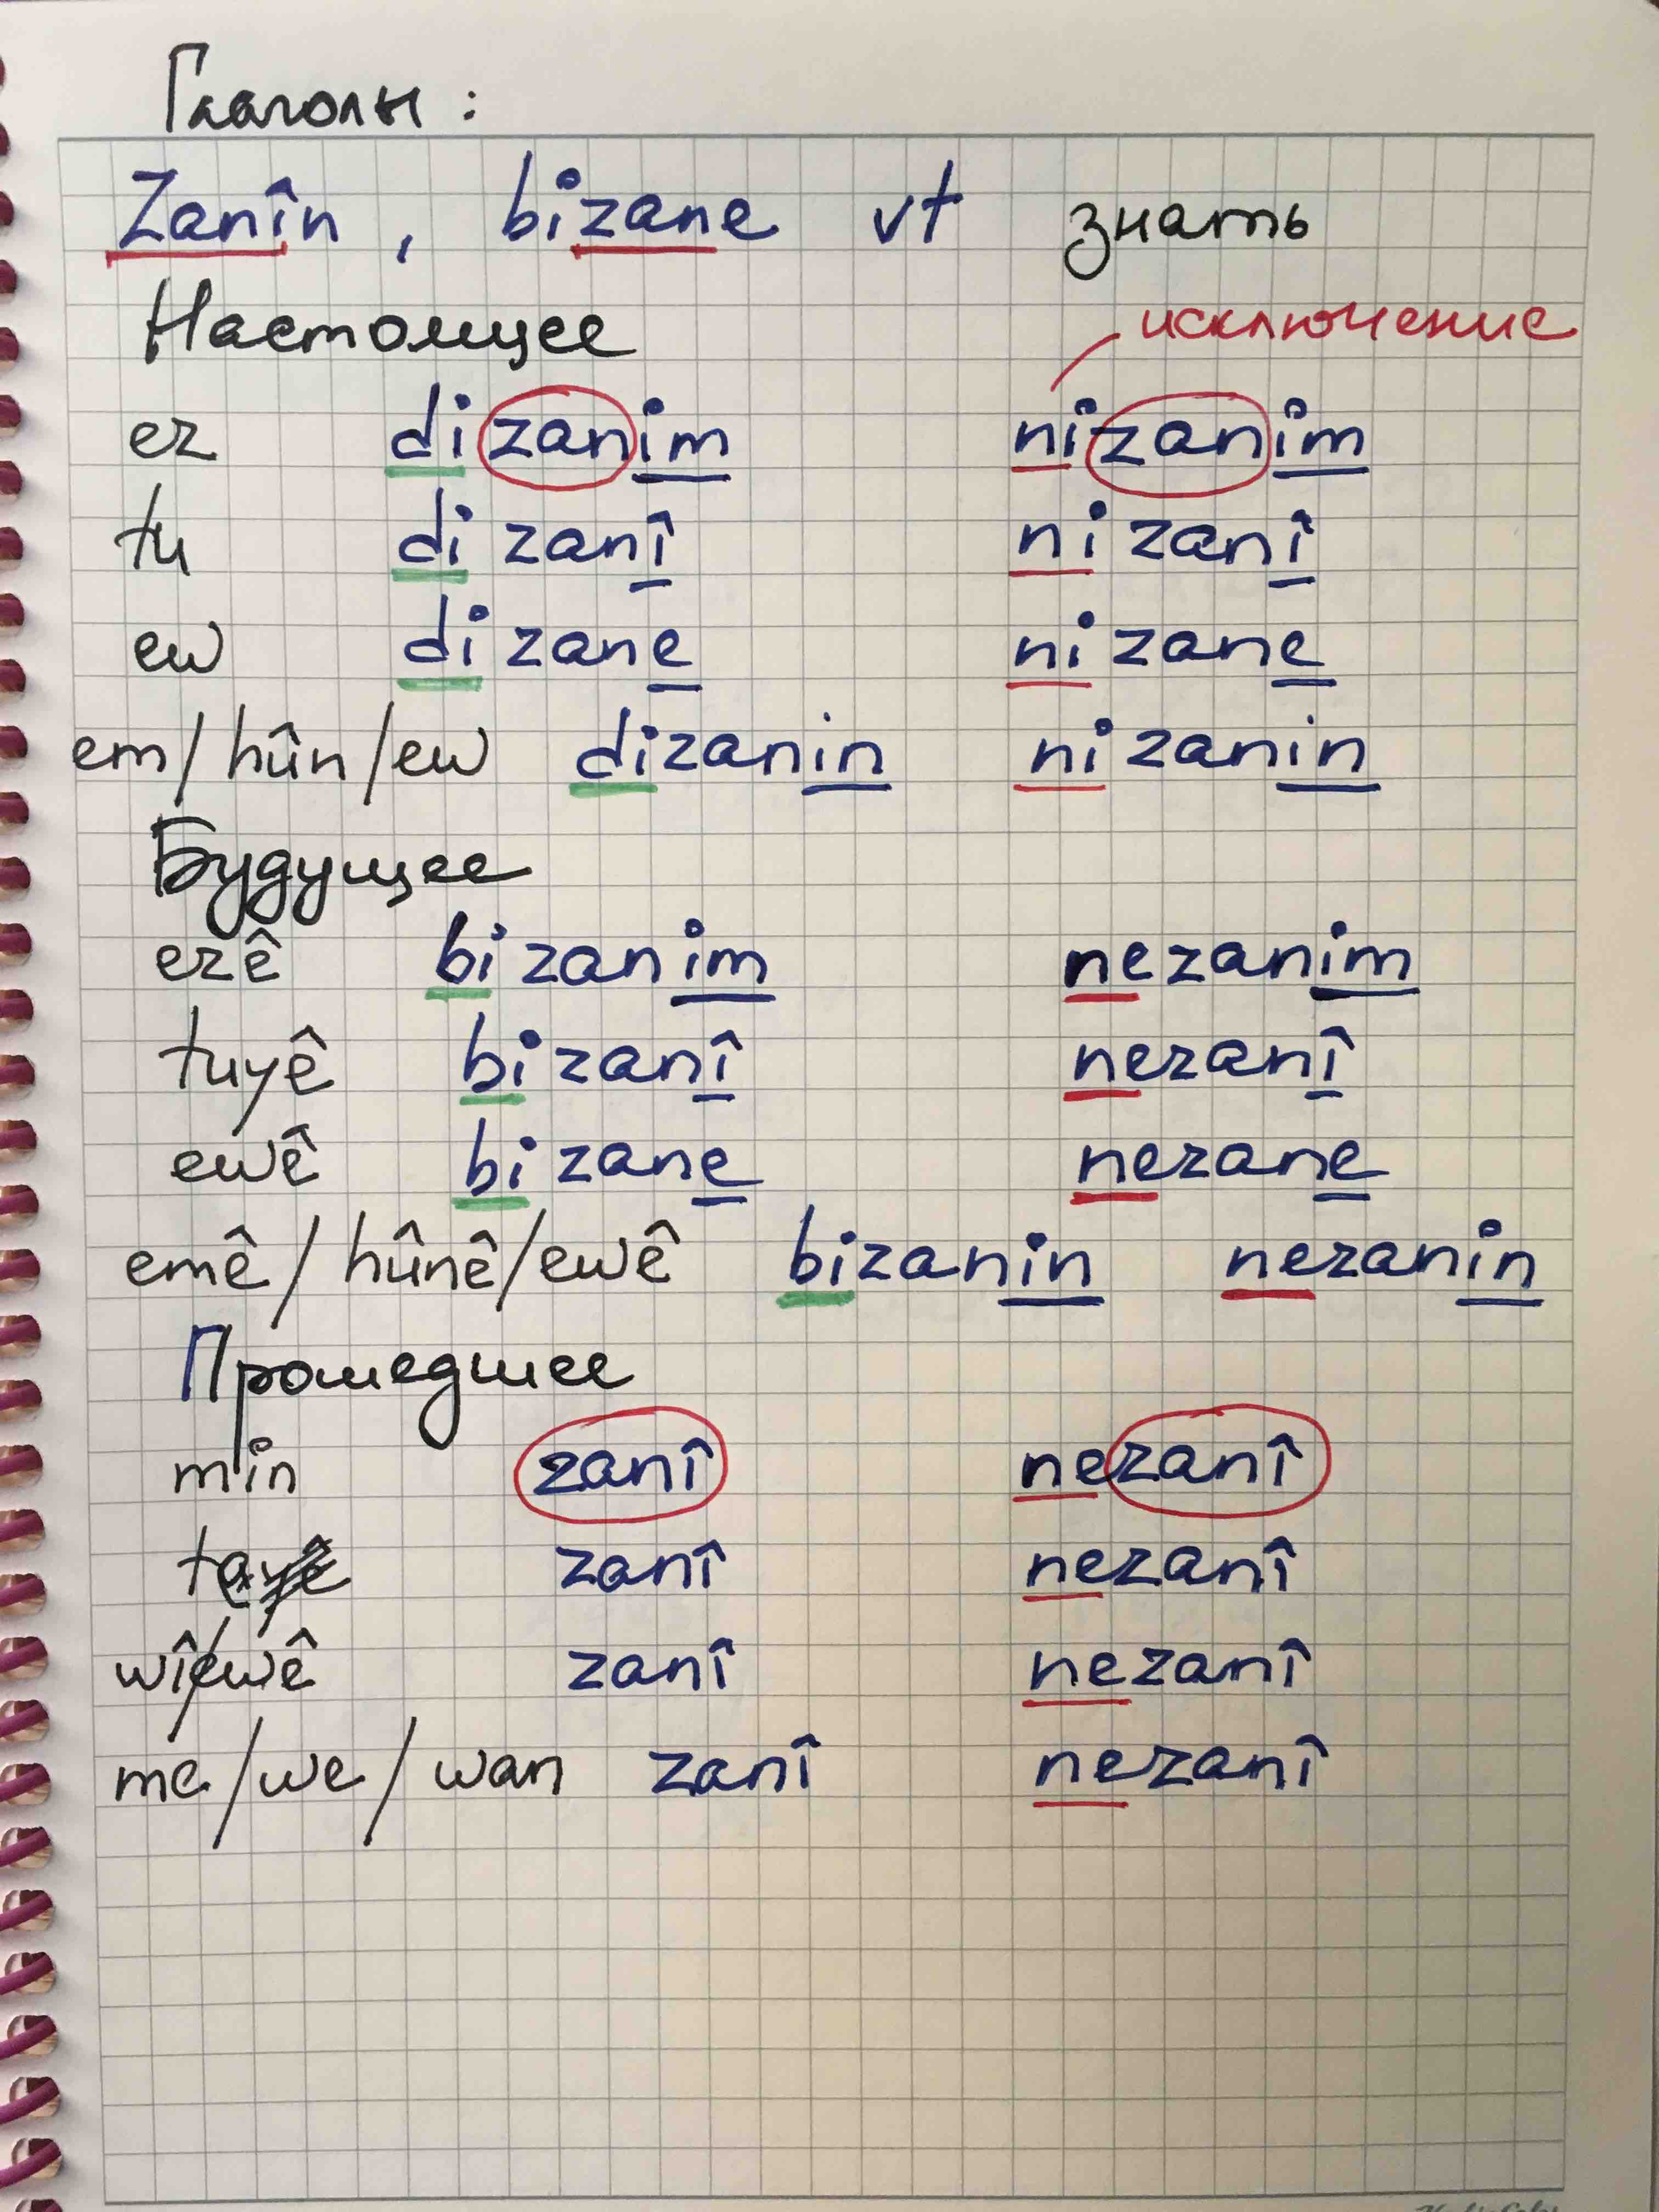 Глаголы:
Zanîn, bizane vt знать
Настоящее исключение
ez dizanim nizanim
tu dizanî nizanî
ew dizane nizane
em/hûn/ew dizanin nizanin
Будущее
ezê bizanim nezanim
tuyê bizanî nezanî
ewê bizane nezane
emê/hûnê/ewê bizanin nezanin
Прошедшее
min zanî nezanî
te zanî nezanî
wî/wê zanî nezanî
me/we/wan zanî nezanî